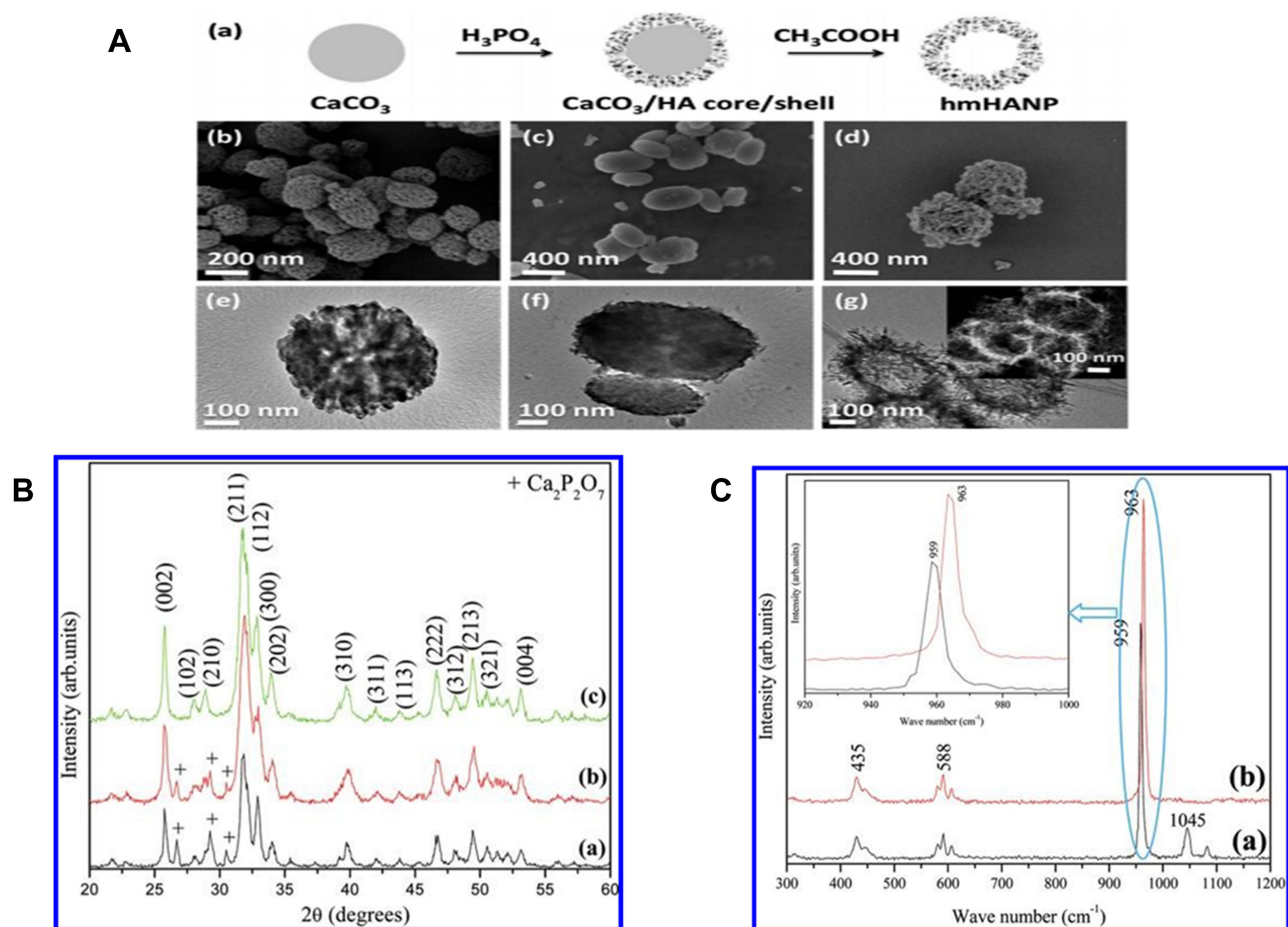 A
(a)
H₃PO₄
CH₃COOH
CaCO₃
CaCO₃/HA core/shell
hmHANP
(b)
(c)
(d)
200 nm
400 nm
400 nm
(e)
(f)
(g)
100 nm
100 nm
100 nm
100 nm
B
+ Ca₂P₂O₇
(002)
(102)
(210)
(211)
(112)
(300)
(202)
(310)
(311)
(113)
(222)
(312)
(213)
(321)
(004)
(c)
+ + +
(b)
+ + +
(a)
Intensity (arb.units)
20 25 30 35 40 45 50 55 60
2θ (degrees)
C
963
959
Intensity (arb.units)
920 940 960 980 1000
Wave number (cm⁻¹)
963
959
435
588
(b)
1045
(a)
Intensity (arb.units)
300 400 500 600 700 800 900 1000 1100 1200
Wave number (cm⁻¹)